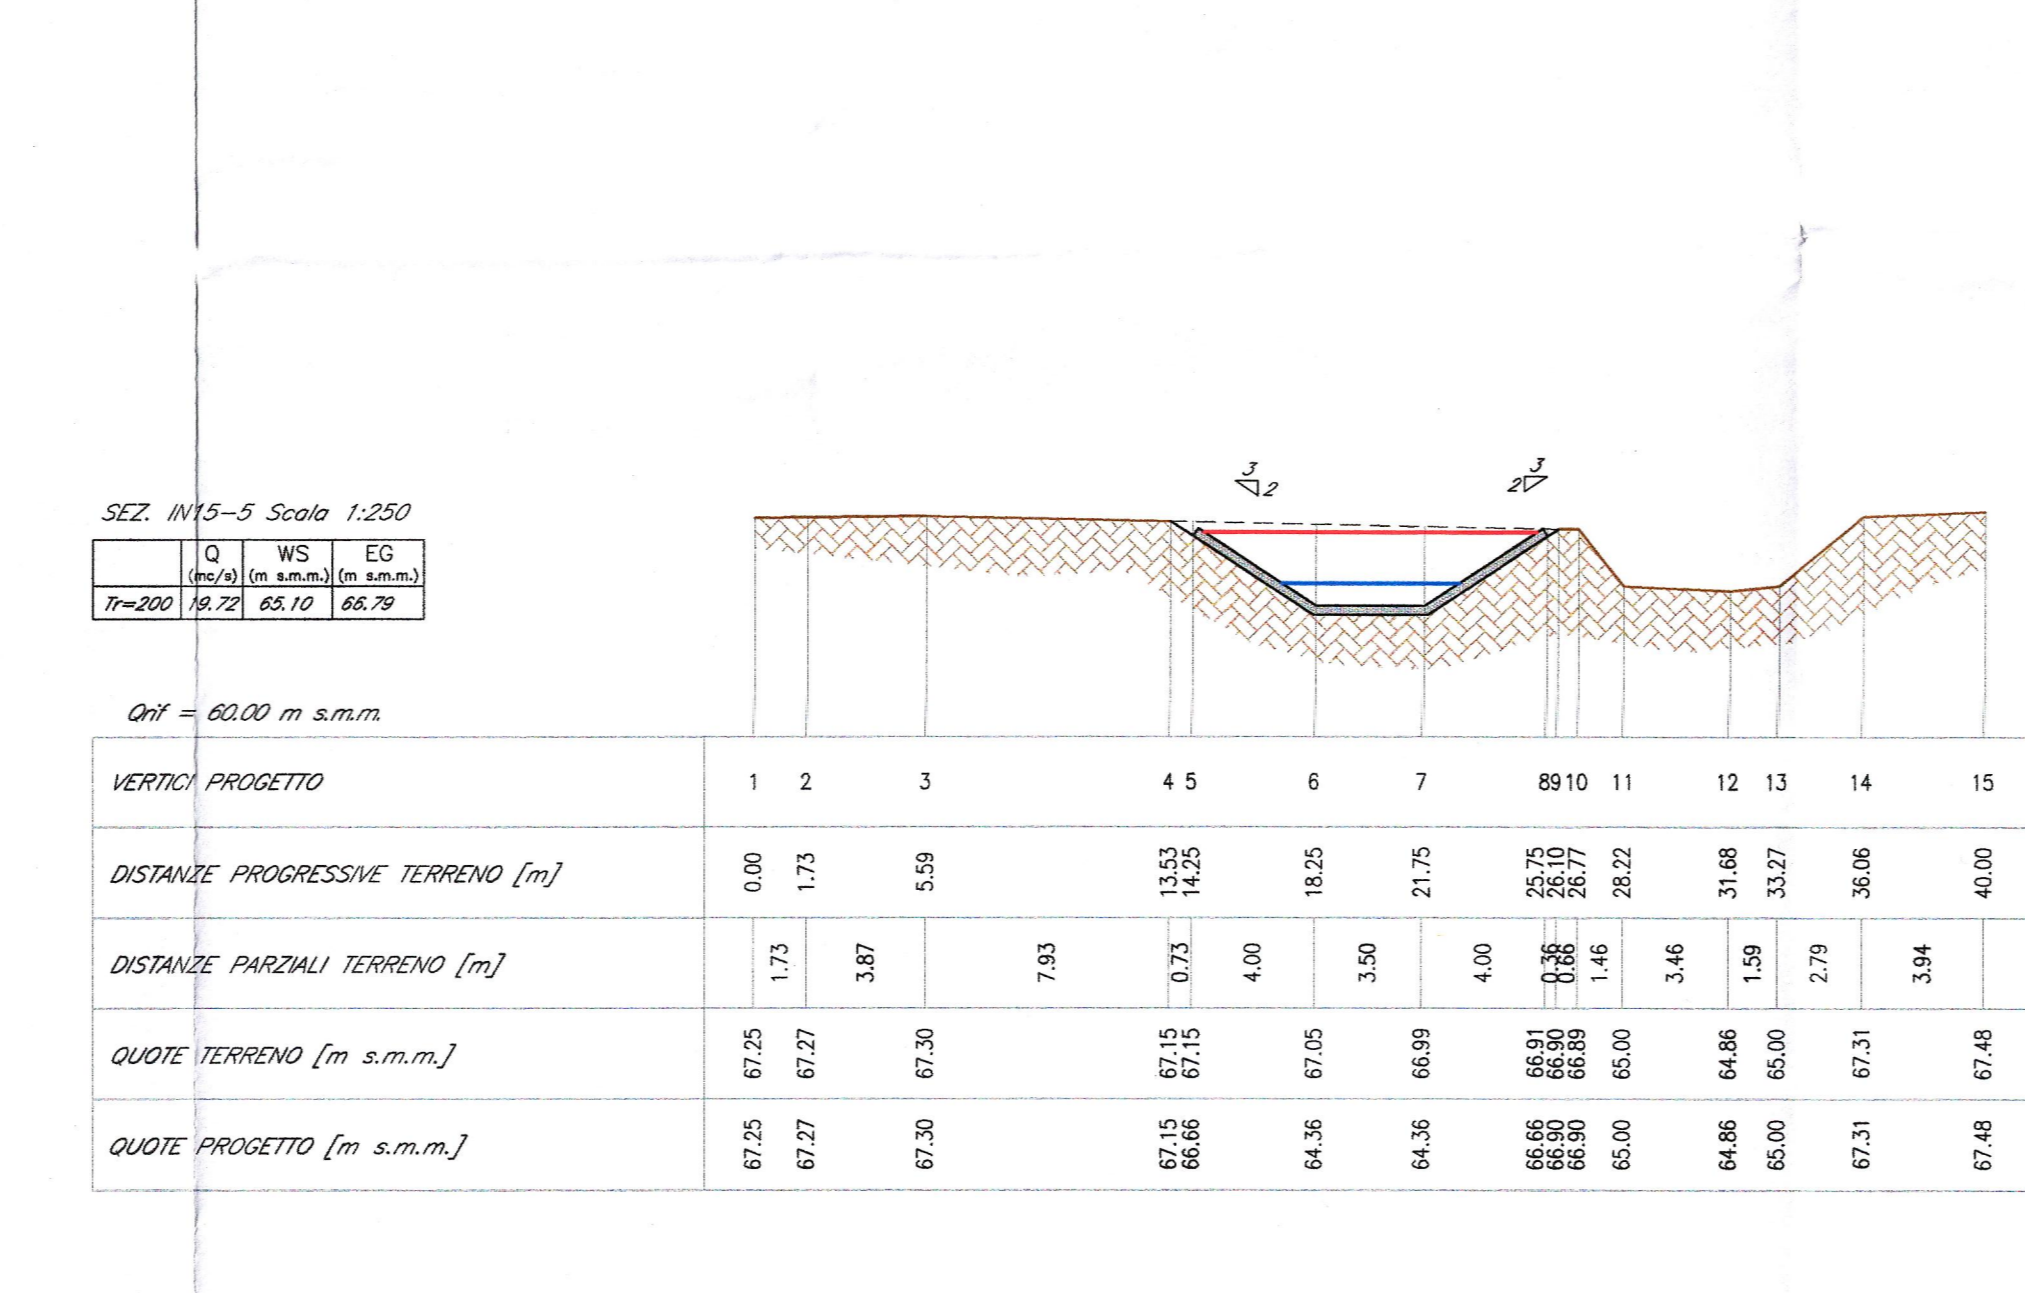 3
2
3
2
SEZ. IN15-5 Scala 1:250
Q WS EG
(mc/s) (m s.m.m.) (m s.m.m.)
Tr=200 19.72 65.10 66.79
Qrif = 60.00 m s.m.m.
VERTICI PROGETTO 1 2 3 4 5 6 7 8 9 10 11 12 13 14 15
DISTANZE PROGRESSIVE TERRENO [m] 0.00 1.73 5.59 13.53 14.25 18.25 21.75 25.75 26.10 26.77 28.22 31.68 33.27 36.06 40.00
DISTANZE PARZIALI TERRENO [m] 1.73 3.87 7.93 0.73 4.00 3.50 4.00 0.36 0.66 1.46 3.46 1.59 2.79 3.94
QUOTE TERRENO [m s.m.m.] 67.25 67.27 67.30 67.15 67.15 67.05 66.99 66.91 66.90 66.89 65.00 64.86 65.00 67.31 67.48
QUOTE PROGETTO [m s.m.m.] 67.25 67.27 67.30 67.15 66.66 64.36 64.36 66.66 66.90 66.90 65.00 64.86 65.00 67.31 67.48